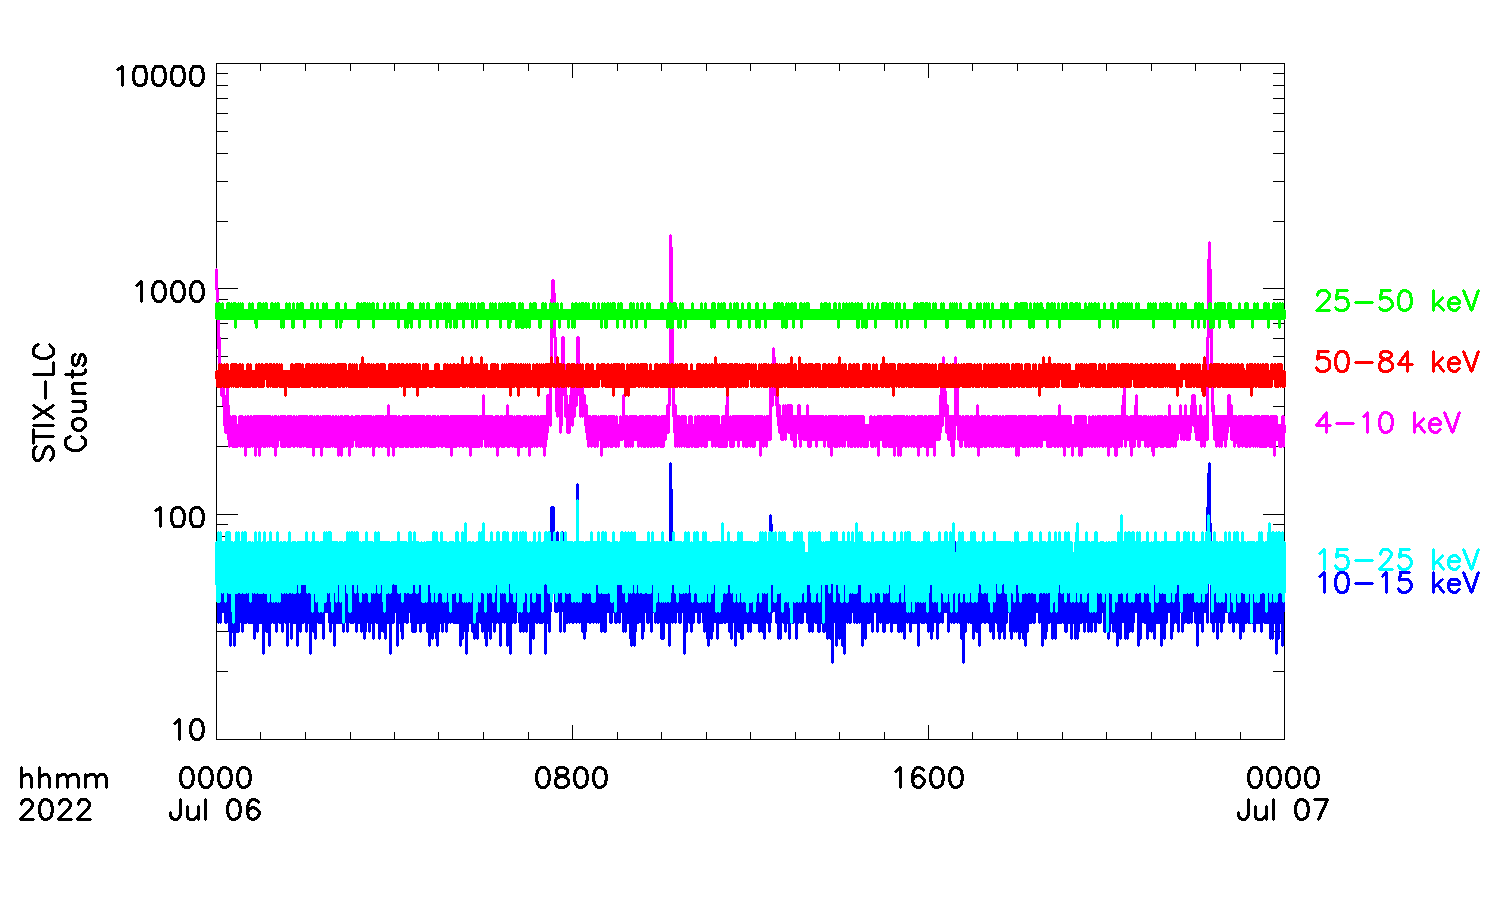 10000
1000
100
10
STIX-LC
Counts
25-50 keV
50-84 keV
4-10 keV
15-25 keV
10-15 keV
hhmm 0000 0800 1600 0000
2022 Jul 06 Jul 07